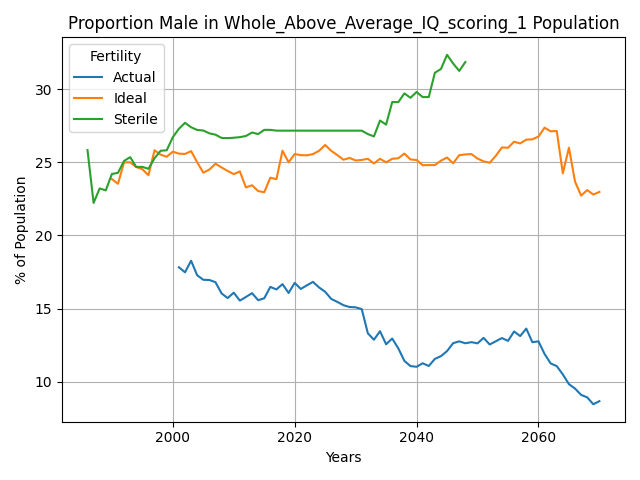 Proportion Male in Whole_Above_Average_IQ_scoring_1 Population
Fertility
Actual
Ideal
Sterile
% of Population
30
25
20
15
10
2000
2020
2040
2060
Years